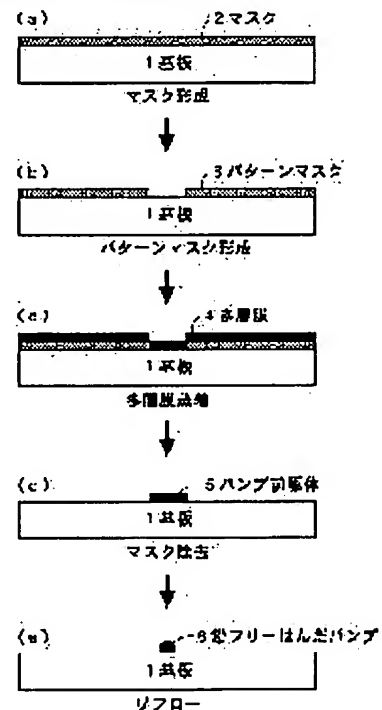 (a)
2マスク
1基板
マスク形成
(b)
3パターンマスク
1基板
パターンマスク形成
(c)
4多層膜
1基板
多層膜蒸着
(c)
5バンプ前駆体
1基板
マスク除去
(e)
6鉛フリーはんだバンプ
1基板
リフロー